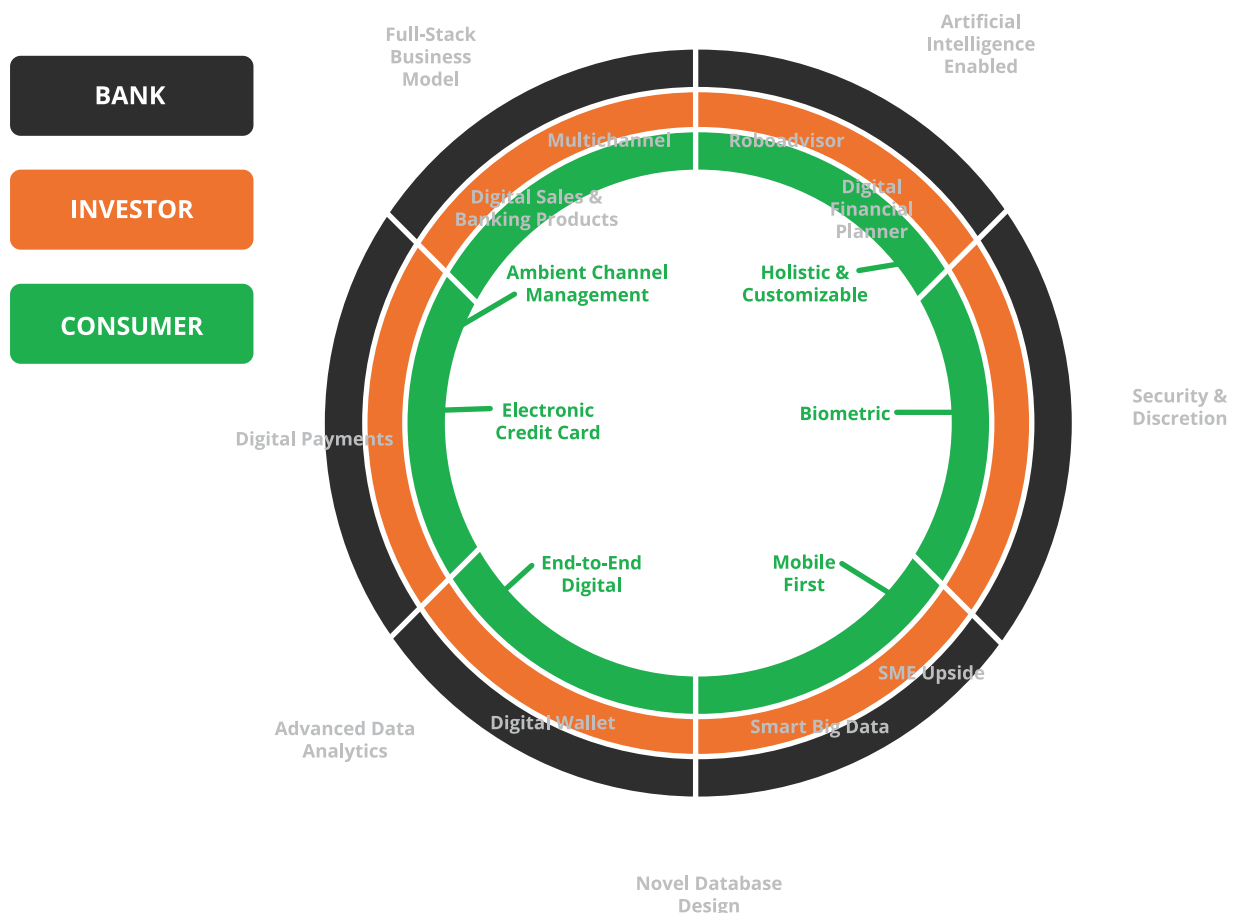 BANK
INVESTOR
CONSUMER
Full-Stack
Business
Model
Artificial
Intelligence
Enabled
Multichannel
Roboadvisor
Digital Sales &
Banking Products
Digital
Financial
Planner
Ambient Channel
Management
Holistic &
Customizable
Security &
Discretion
Electronic
Credit Card
Biometric
Digital Payments
End-to-End
Digital
Mobile
First
SME Upside
Digital Wallet
Smart Big Data
Advanced Data
Analytics
Novel Database
Design